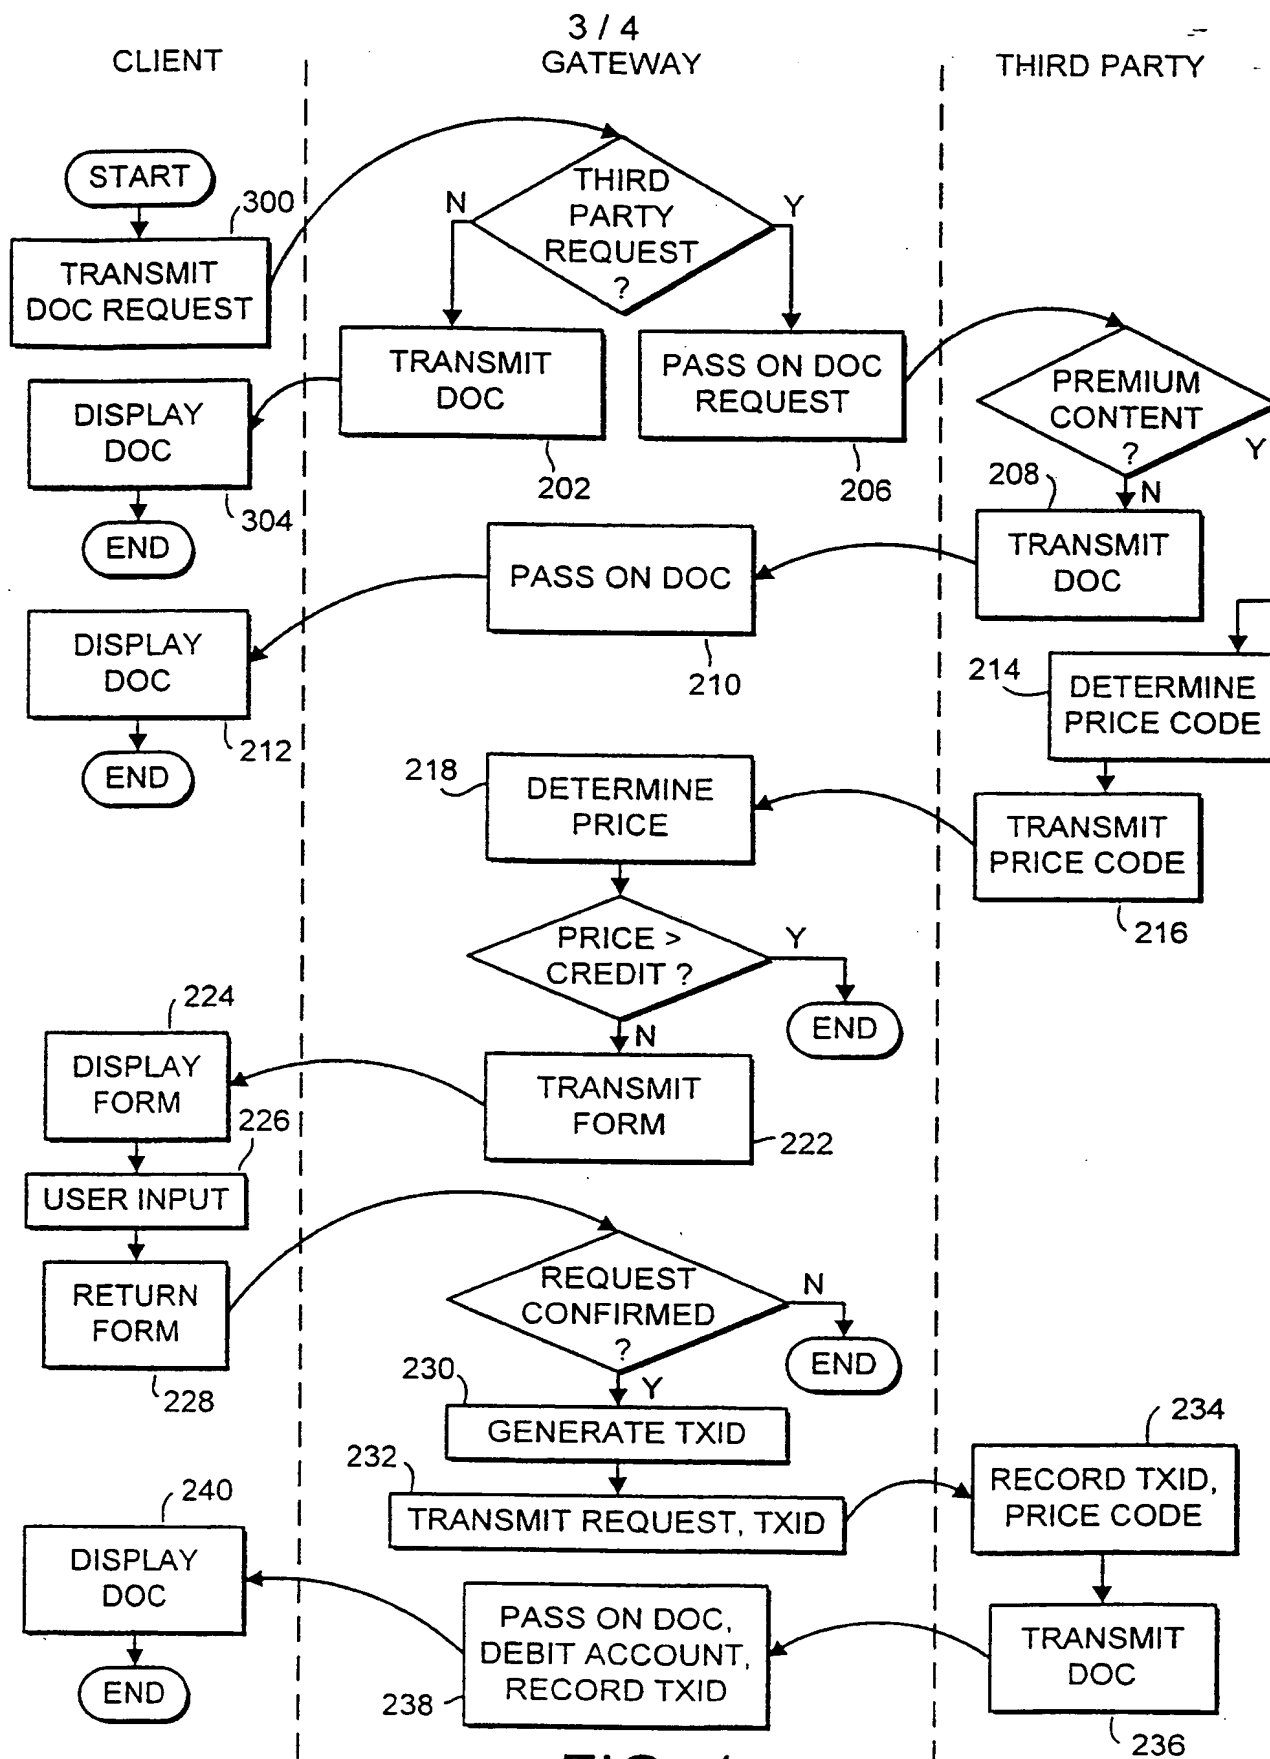 3 / 4
CLIENT
GATEWAY
THIRD PARTY
START
300
TRANSMIT
DOC REQUEST
THIRD
PARTY
REQUEST
?
N
Y
TRANSMIT
DOC
202
PASS ON DOC
REQUEST
206
PREMIUM
CONTENT
?
Y
N
DISPLAY
DOC
304
END
208
TRANSMIT
DOC
PASS ON DOC
210
DISPLAY
DOC
212
END
214
DETERMINE
PRICE CODE
218
DETERMINE
PRICE
TRANSMIT
PRICE CODE
216
PRICE >
CREDIT ?
Y
END
N
224
DISPLAY
FORM
TRANSMIT
FORM
222
226
USER INPUT
RETURN
FORM
228
REQUEST
CONFIRMED
?
N
END
Y
230
GENERATE TXID
232
TRANSMIT REQUEST, TXID
234
RECORD TXID,
PRICE CODE
240
DISPLAY
DOC
END
PASS ON DOC,
DEBIT ACCOUNT,
RECORD TXID
238
TRANSMIT
DOC
236